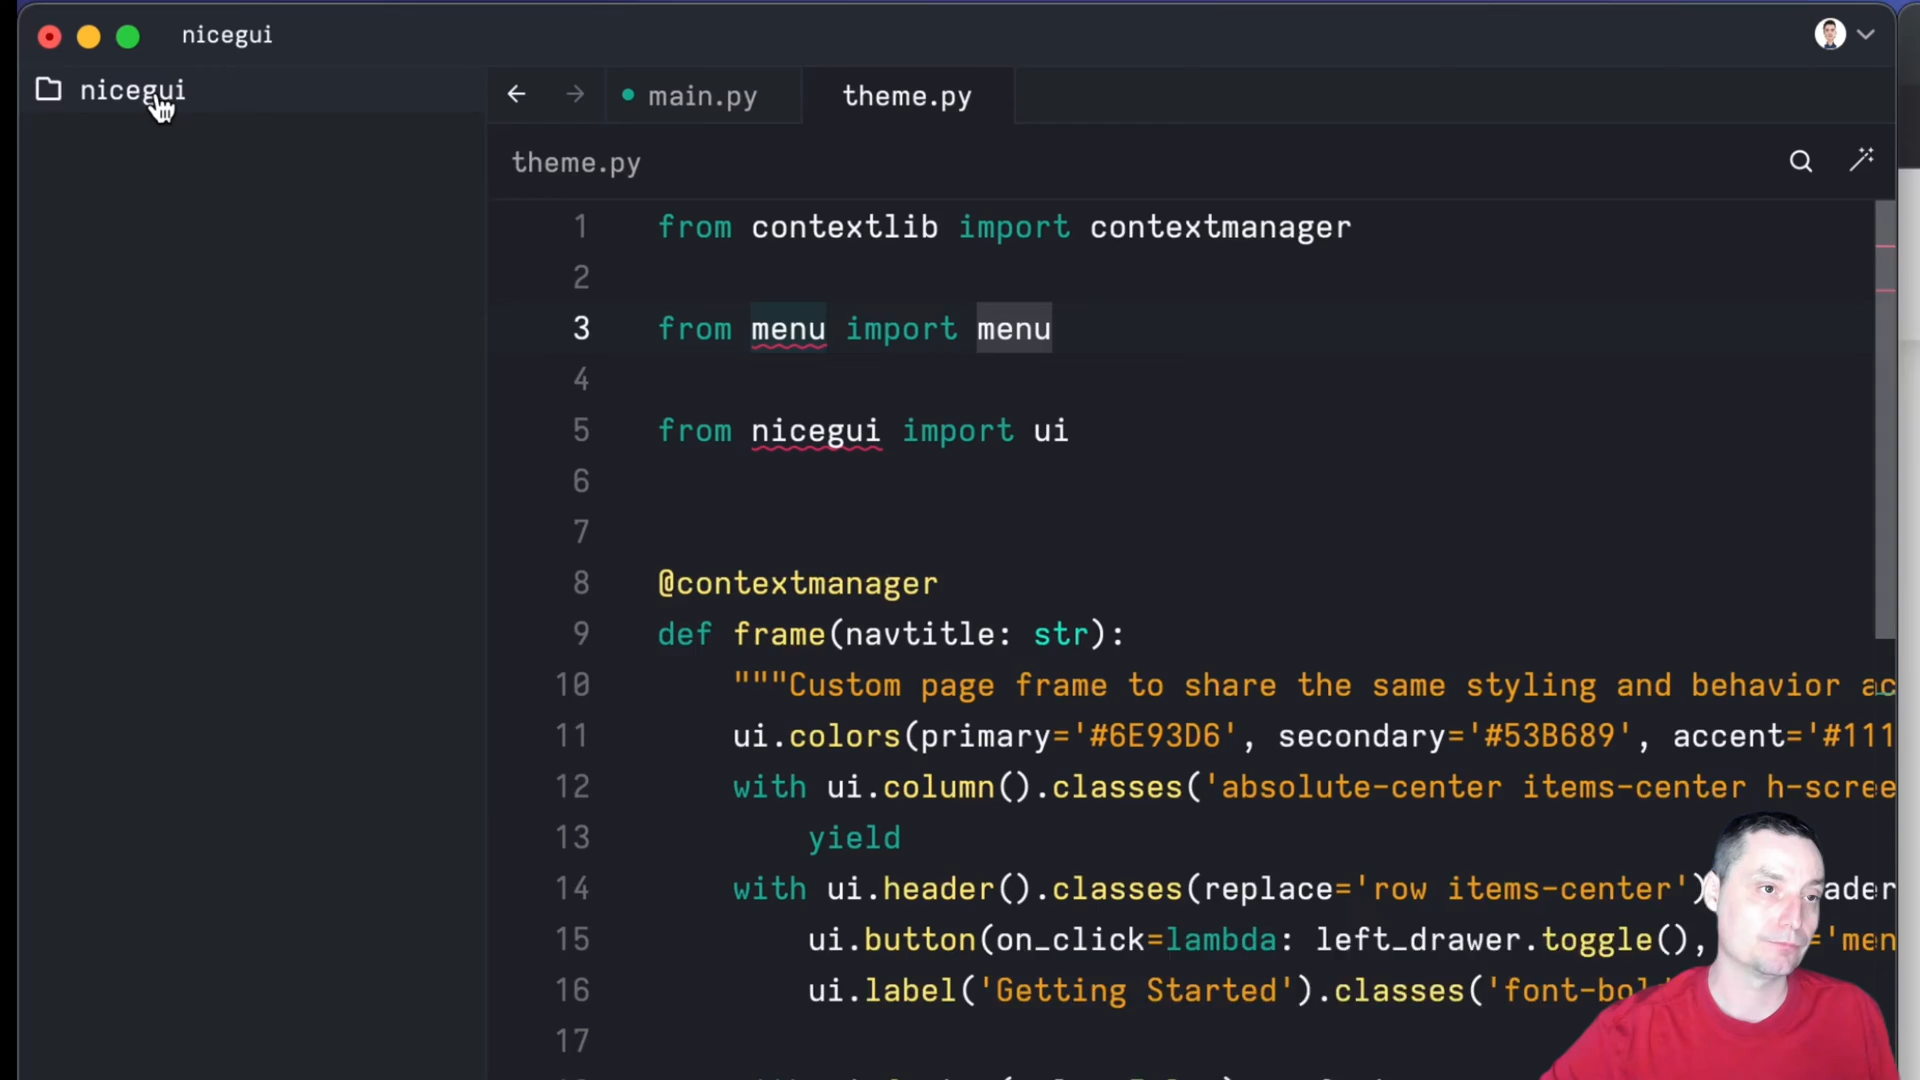 nicegui
nicegui
main.py
theme.py
theme.py
1 from contextlib import contextmanager
2
3 from menu import menu
4
5 from nicegui import ui
6
7
8 @contextmanager
9 def frame(navtitle: str):
10 """Custom page frame to share the same styling and behavior ac
11 ui.colors(primary='#6E93D6', secondary='#53B689', accent='#111
12 with ui.column().classes('absolute-center items-center h-scree
13 yield
14 with ui.header().classes(replace='row items-center') ader
15 ui.button(on_click=lambda: left_drawer.toggle(), ='men
16 ui.label('Getting Started').classes('font-bol
17